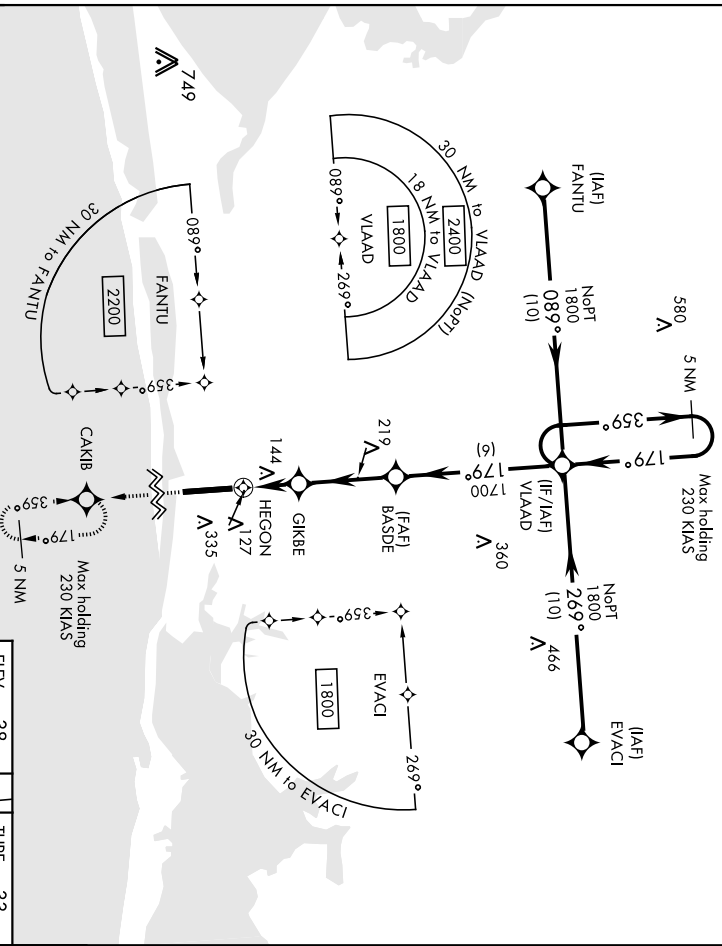 749
30 NM to VLAAD (NoPT)
2400
18 NM to VLAAD
1800
089°
VLAAD
269°
(IAF)
FANTU
NoPT
1800
089°
(10)
580
5 NM
359°
179°
Max holding
230 KIAS
(IF/IAF)
VLAAD
NoPT
1800
269°
(10)
466
(IAF)
EVACI
089°
FANTU
2200
30 NM to FANTU
359°
1700
179°
(6)
360
219
(FAF)
BASDE
144
GIKBE
HEGON
127
335
269°
EVACI
1800
359°
30 NM to EVACI
CAKIB
359°
179°
5 NM
Max holding
230 KIAS
ELEV 28
TDZE 22